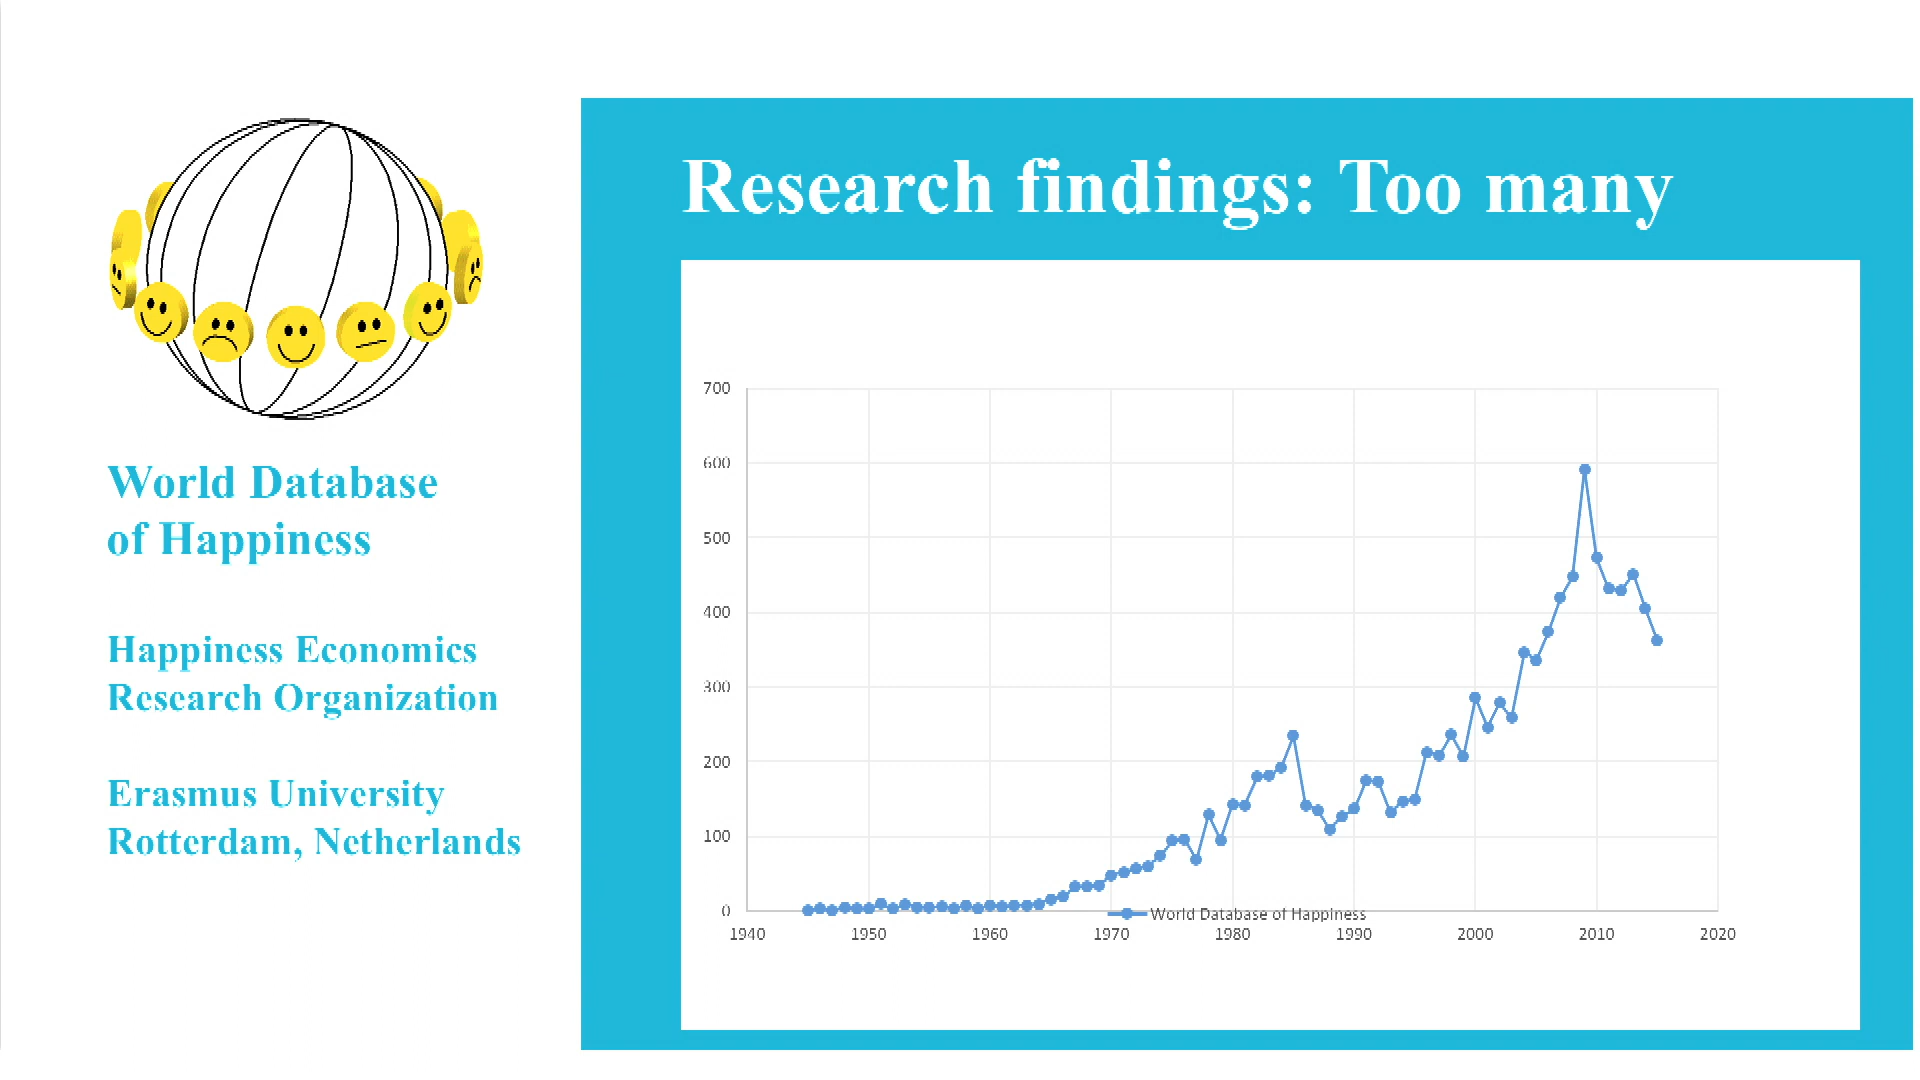 World Database
of Happiness
Happiness Economics
Research Organization
Erasmus University
Rotterdam, Netherlands
Research findings: Too many
700
600
500
400
300
200
100
0
World Database of Happiness
1940 1950 1960 1970 1980 1990 2000 2010 2020